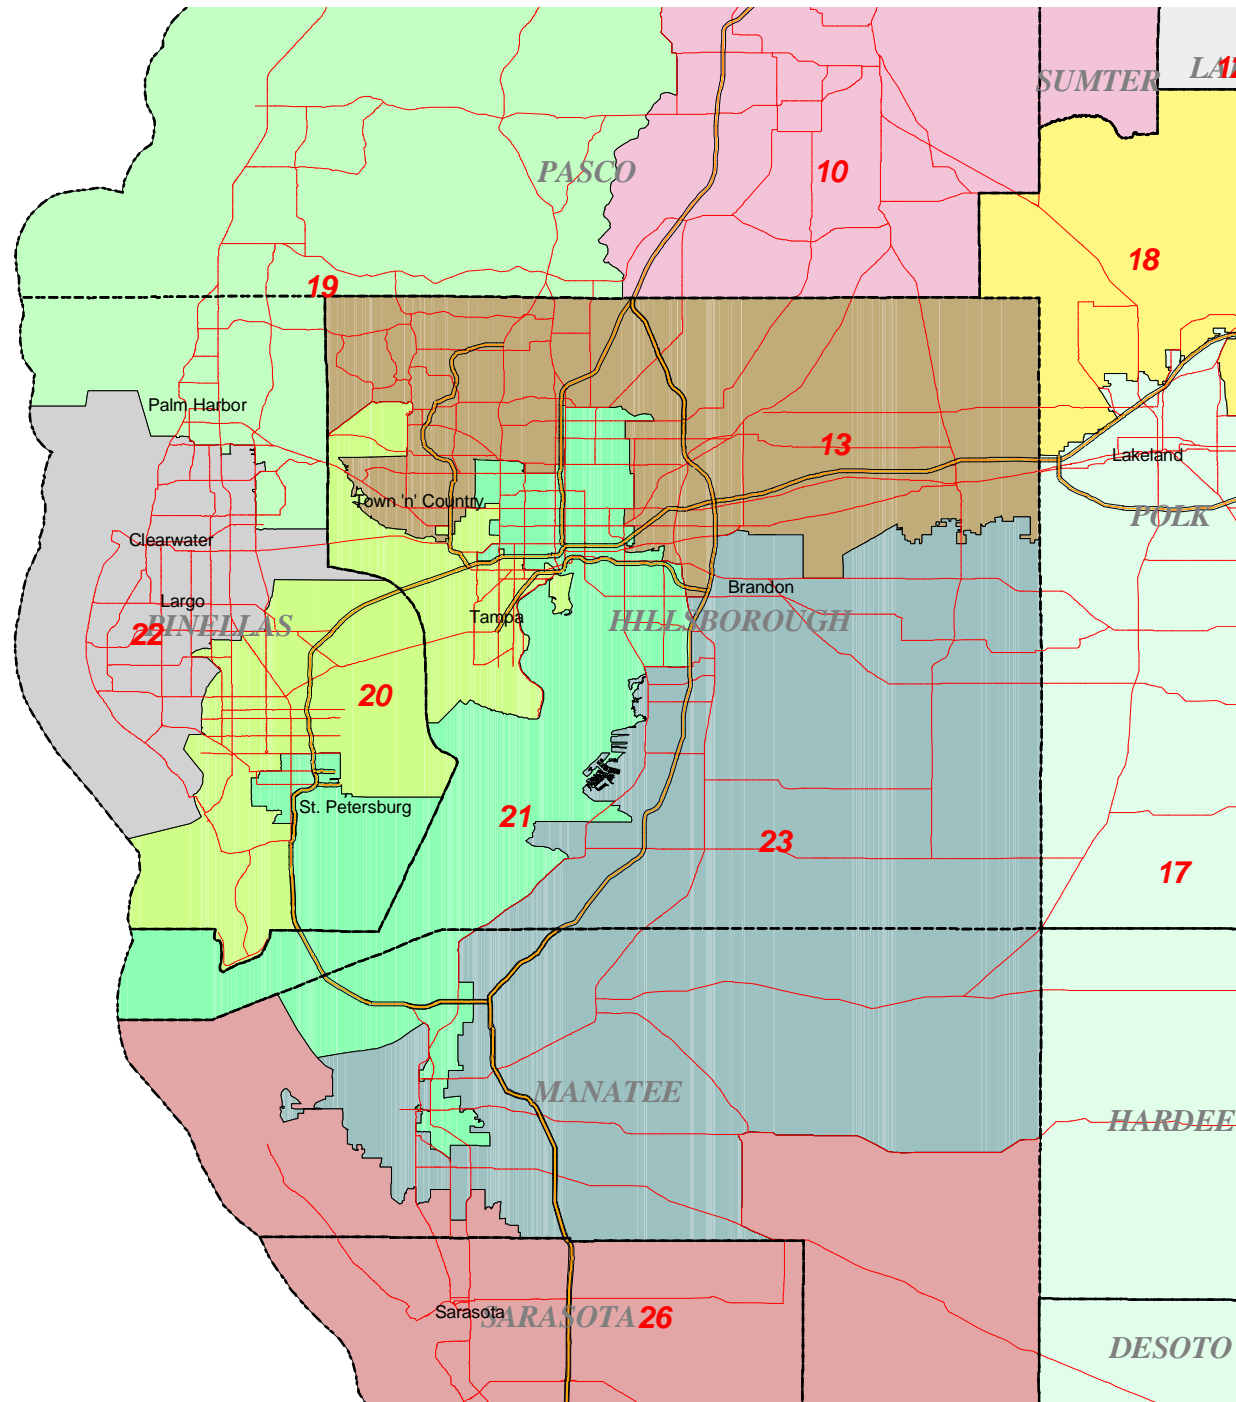 SUMTER
LA
PASCO
10
18
19
Palm Harbor
13
Lakeland
Town 'n' Country
POLK
Clearwater
Brandon
Largo
Tampa
HILLSBOROUGH
PINELLAS
22
20
St. Petersburg
21
23
17
MANATEE
HARDEE
Sarasota
SARASOTA
26
DESOTO